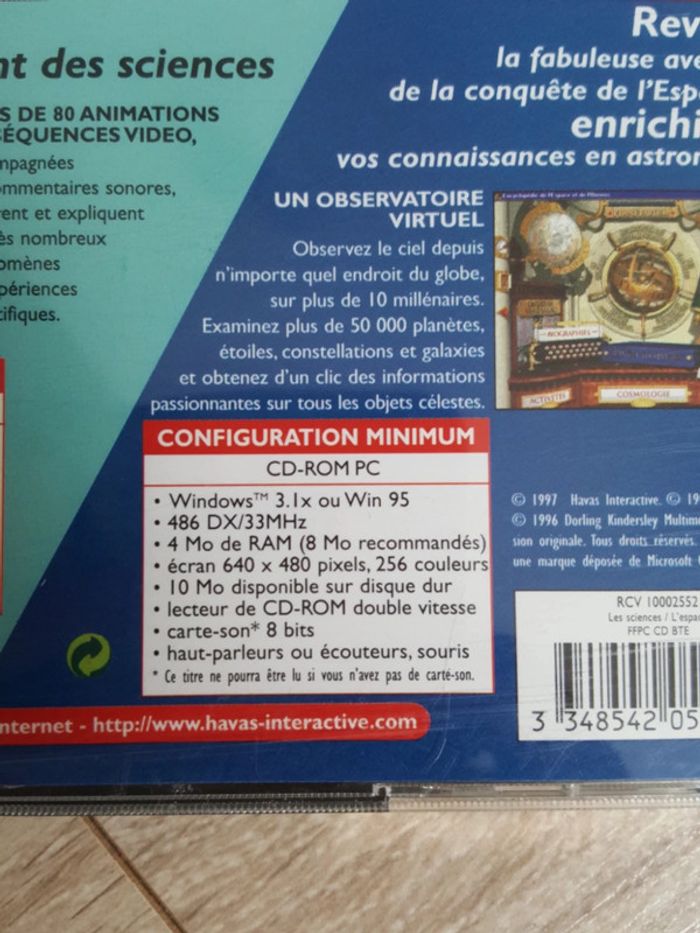 nt des sciences
S DE 80 ANIMATIONS
SÉQUENCES VIDEO,
mpagnées
ommentaires sonores,
rent et expliquent
ès nombreux
omènes
périences
tifiques.
Rev
la fabuleuse ave
de la conquête de l'Esp
enrichi
vos connaissances en astron
UN OBSERVATOIRE
VIRTUEL
Observez le ciel depuis
n'importe quel endroit du globe,
sur plus de 10 millénaires.
Examinez plus de 50 000 planètes,
étoiles, constellations et galaxies
et obtenez d'un clic des informations
passionnantes sur tous les objets célestes.
BIOGRAPHIES
ACTIVITÉS
COSMOLOGIE
CONFIGURATION MINIMUM
CD-ROM PC
• Windows™ 3.1x ou Win 95
• 486 DX/33MHz
• 4 Mo de RAM (8 Mo recommandés)
• écran 640 x 480 pixels, 256 couleurs
• 10 Mo disponible sur disque dur
• lecteur de CD-ROM double vitesse
• carte-son* 8 bits
• haut-parleurs ou écouteurs, souris
* Ce titre ne pourra être lu si vous n'avez pas de carte-son.
© 1997 Havas Interactive. © 19
© 1996 Dorling Kindersley Multim
sion originale. Tous droits réservés.
une marque déposée de Microsoft
RCV 10002552
Les sciences / L'espa
FFPC CD BTE
3 348542 05
nternet - http://www.havas-interactive.com